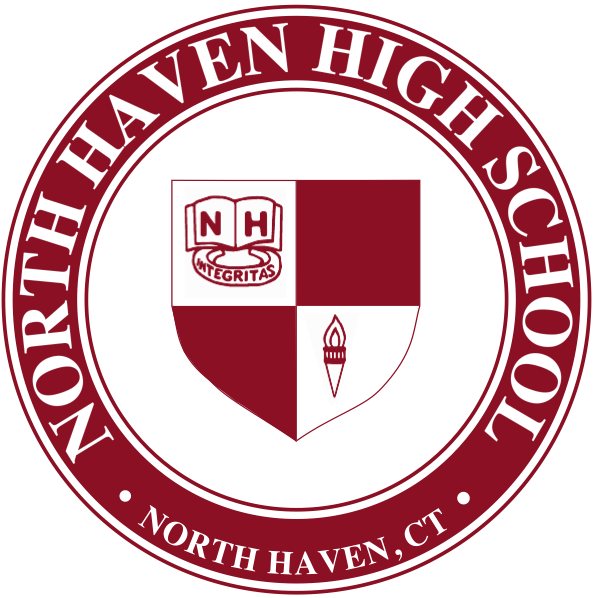 NORTH HAVEN HIGH SCHOOL
N H
INTEGRITAS
• NORTH HAVEN, CT •